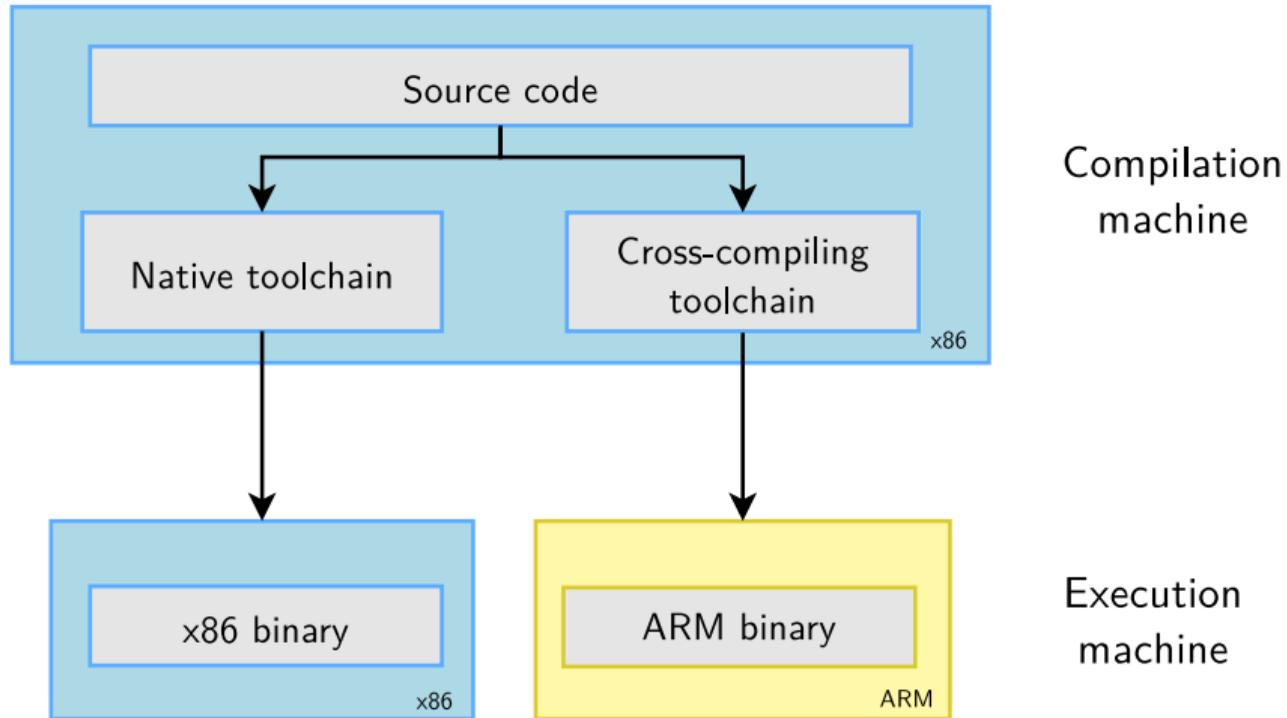 Source code
Compilation
machine
Native toolchain
Cross-compiling
toolchain
x86
x86 binary
ARM binary
Execution
machine
x86
ARM